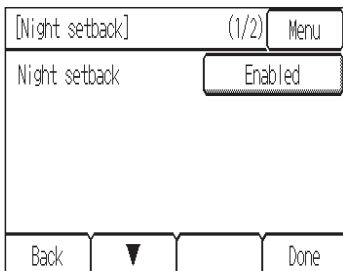 [Night setback] (1/2) Menu
Night setback Enabled
Back ▼ Done